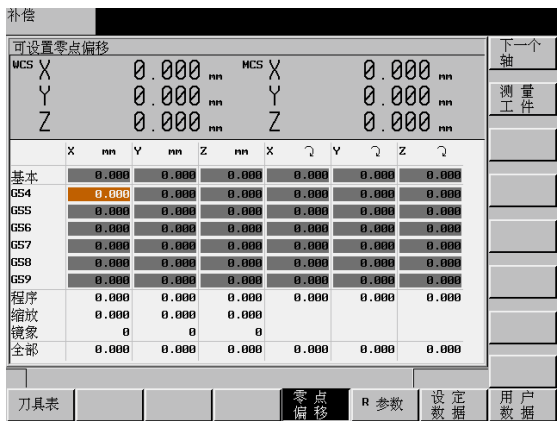 补偿
可设置零点偏移
WCS X 0.000 mm MCS X 0.000 mm
Y 0.000 mm Y 0.000 mm
Z 0.000 mm Z 0.000 mm
X mm Y mm Z mm X Y Z
基本 0.000 0.000 0.000 0.000 0.000 0.000
G54 0.000 0.000 0.000 0.000 0.000 0.000
G55 0.000 0.000 0.000 0.000 0.000 0.000
G56 0.000 0.000 0.000 0.000 0.000 0.000
G57 0.000 0.000 0.000 0.000 0.000 0.000
G58 0.000 0.000 0.000 0.000 0.000 0.000
G59 0.000 0.000 0.000 0.000 0.000 0.000
程序 0.000 0.000 0.000 0.000 0.000 0.000
缩放 0.000 0.000 0.000
镜象 0 0 0
全部 0.000 0.000 0.000 0.000 0.000 0.000
下一个
轴
测量
工件
刀具表
零点
偏移
R 参数
设定
数据
用户
数据